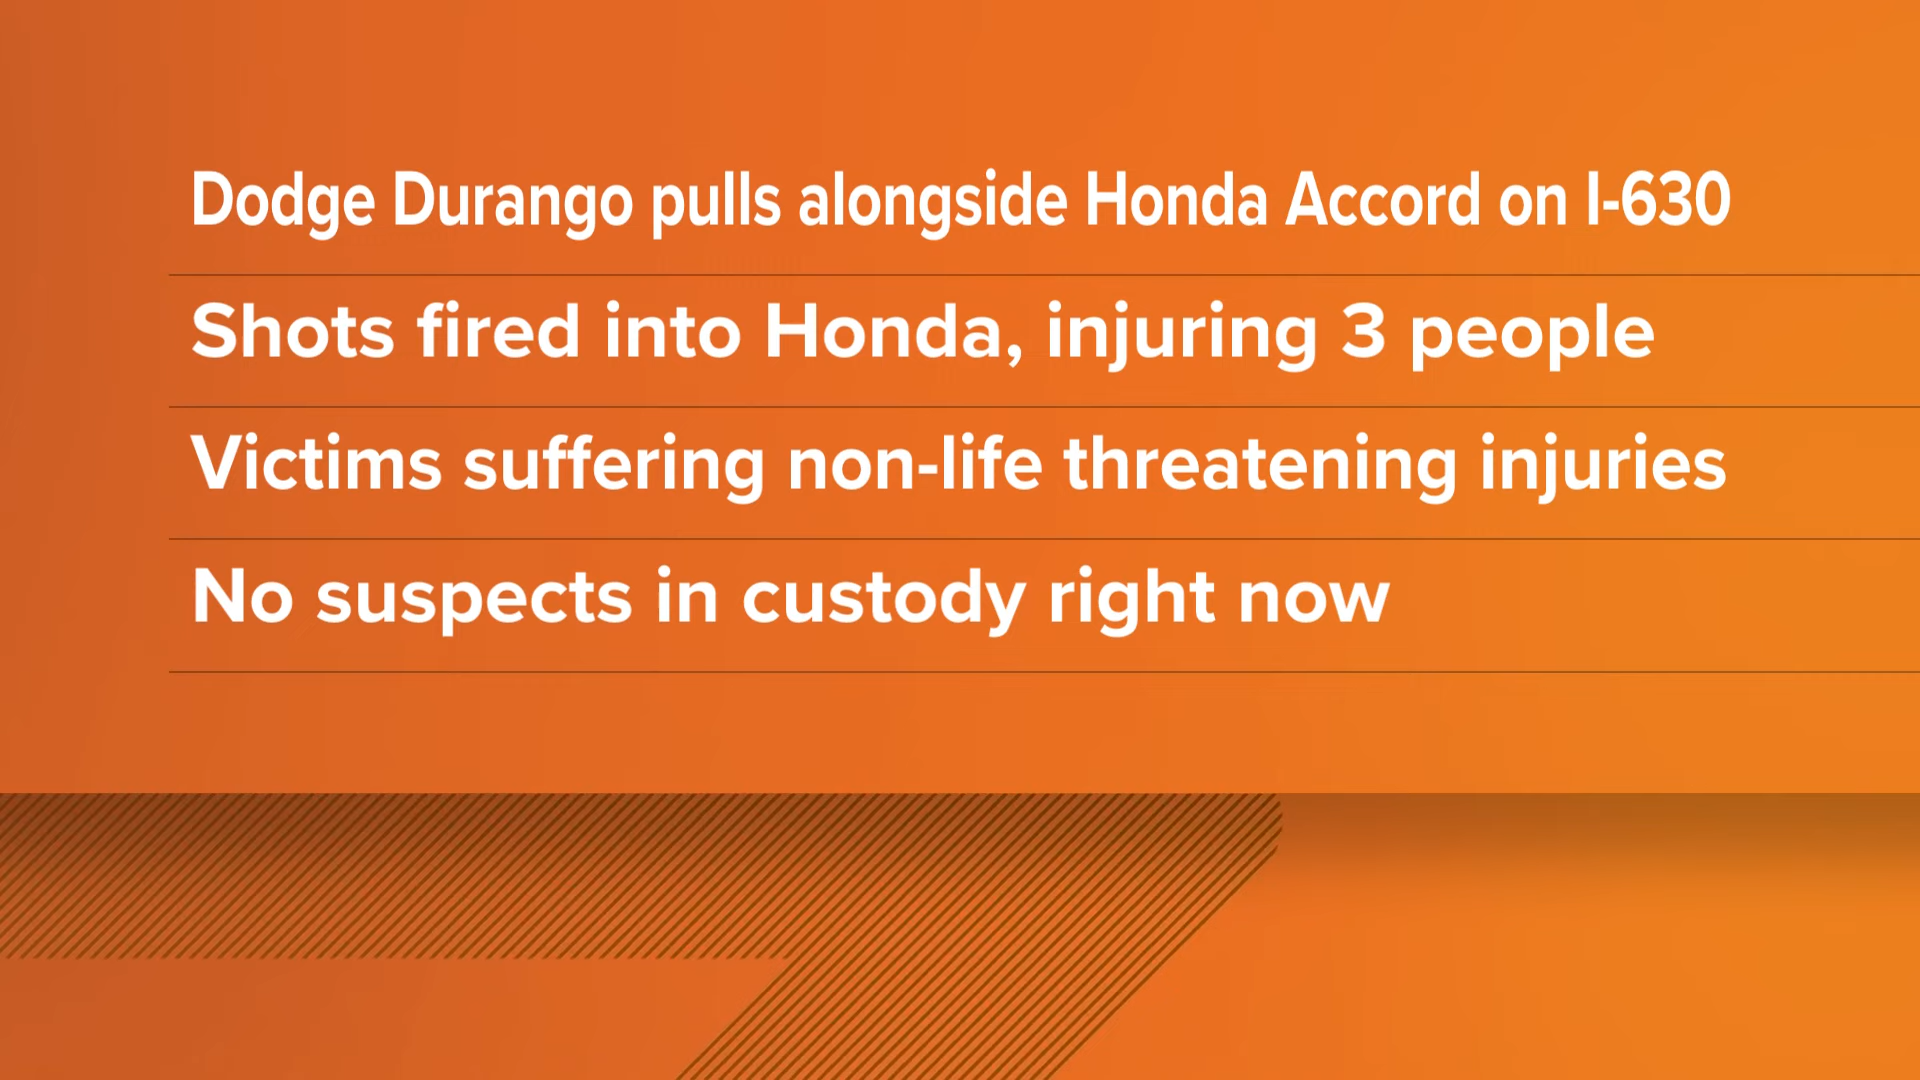 Dodge Durango pulls alongside Honda Accord on I-630
Shots fired into Honda, injuring 3 people
Victims suffering non-life threatening injuries
No suspects in custody right now